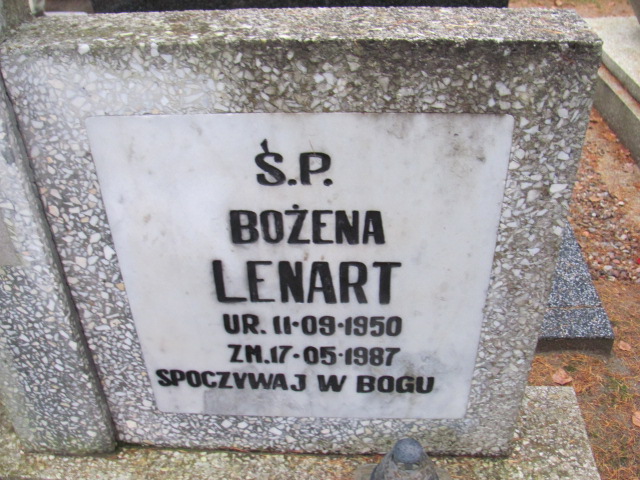 Ś.P.
BOŻENA
LENART
UR. 11-09-1950
ZM. 17-05-1987
SPOCZYWAJ W BOGU